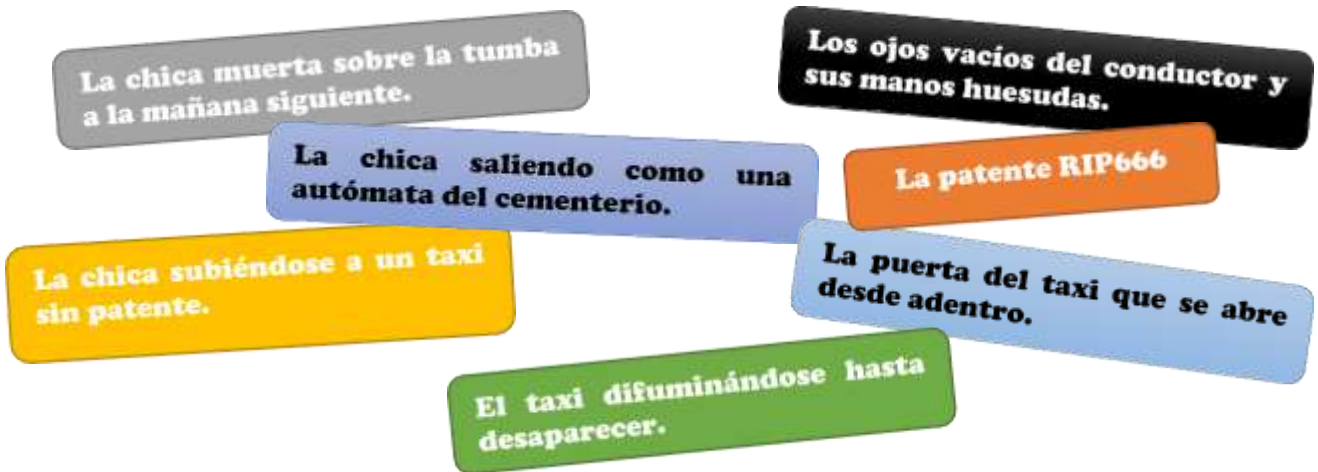 La chica muerta sobre la tumba
a la mañana siguiente.
Los ojos vacíos del conductor y
sus manos huesudas.
La chica saliendo como una
autómata del cementerio.
La patente RIP666
La chica subiéndose a un taxi
sin patente.
La puerta del taxi que se abre
desde adentro.
El taxi difuminándose hasta
desaparecer.